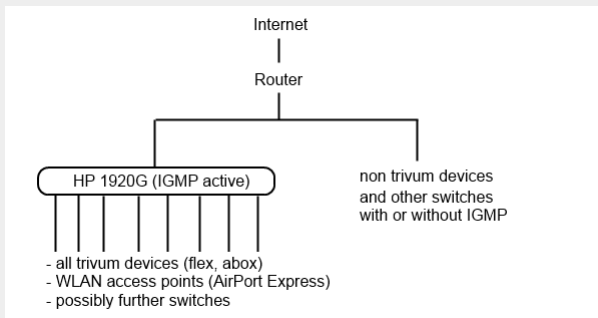 Internet
Router
HP 1920G (IGMP active)
non trivum devices
and other switches
with or without IGMP
- all trivum devices (flex, abox)
- WLAN access points (AirPort Express)
- possibly further switches